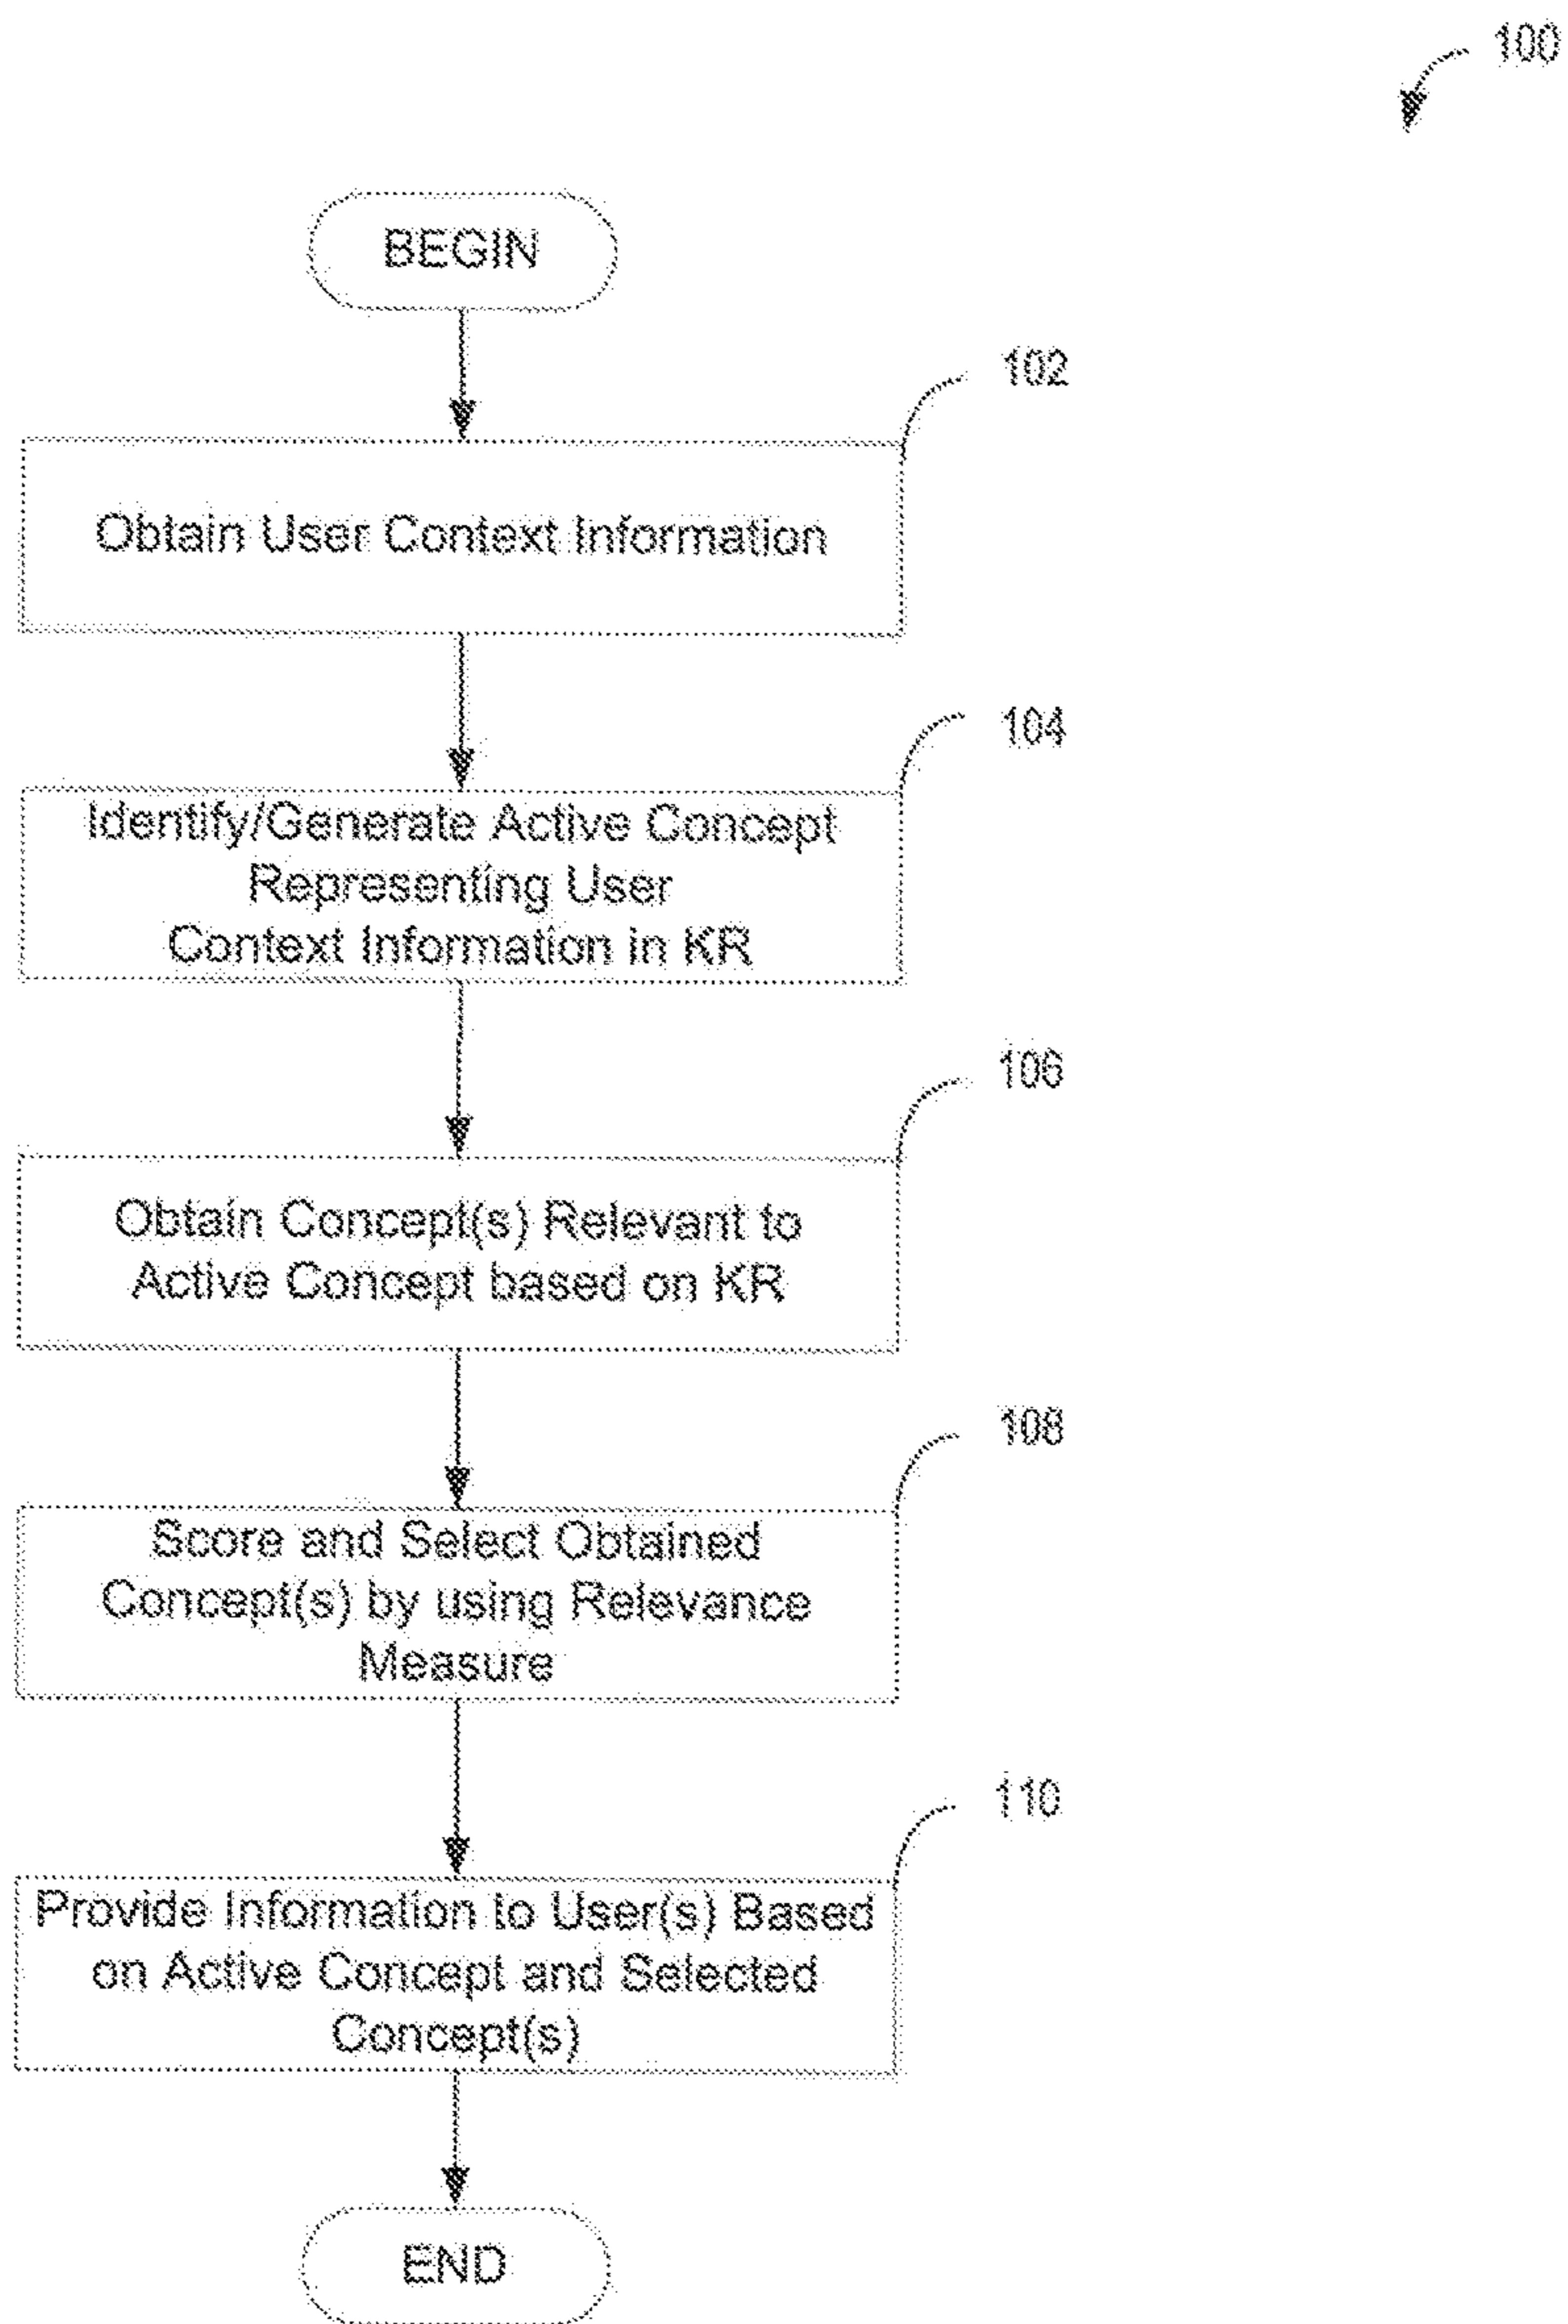 100
BEGIN
102
Obtain User Context Information
104
Identify/Generate Active Concept
Representing User
Context Information in KR
106
Obtain Concept(s) Relevant to
Active Concept based on KR
108
Score and Select Obtained
Concept(s) by using Relevance
Measure
110
Provide Information to User(s) Based
on Active Concept and Selected
Concept(s)
END